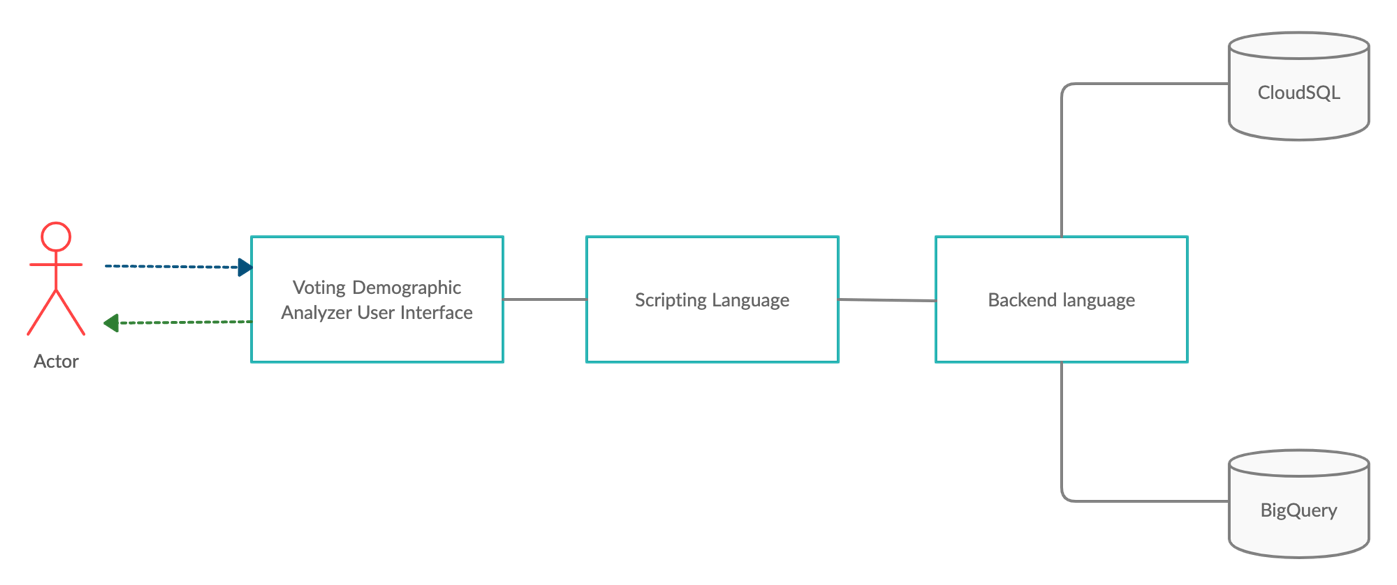 CloudSQL
Voting Demographic
Analyzer User Interface
Scripting Language
Backend language
Actor
BigQuery